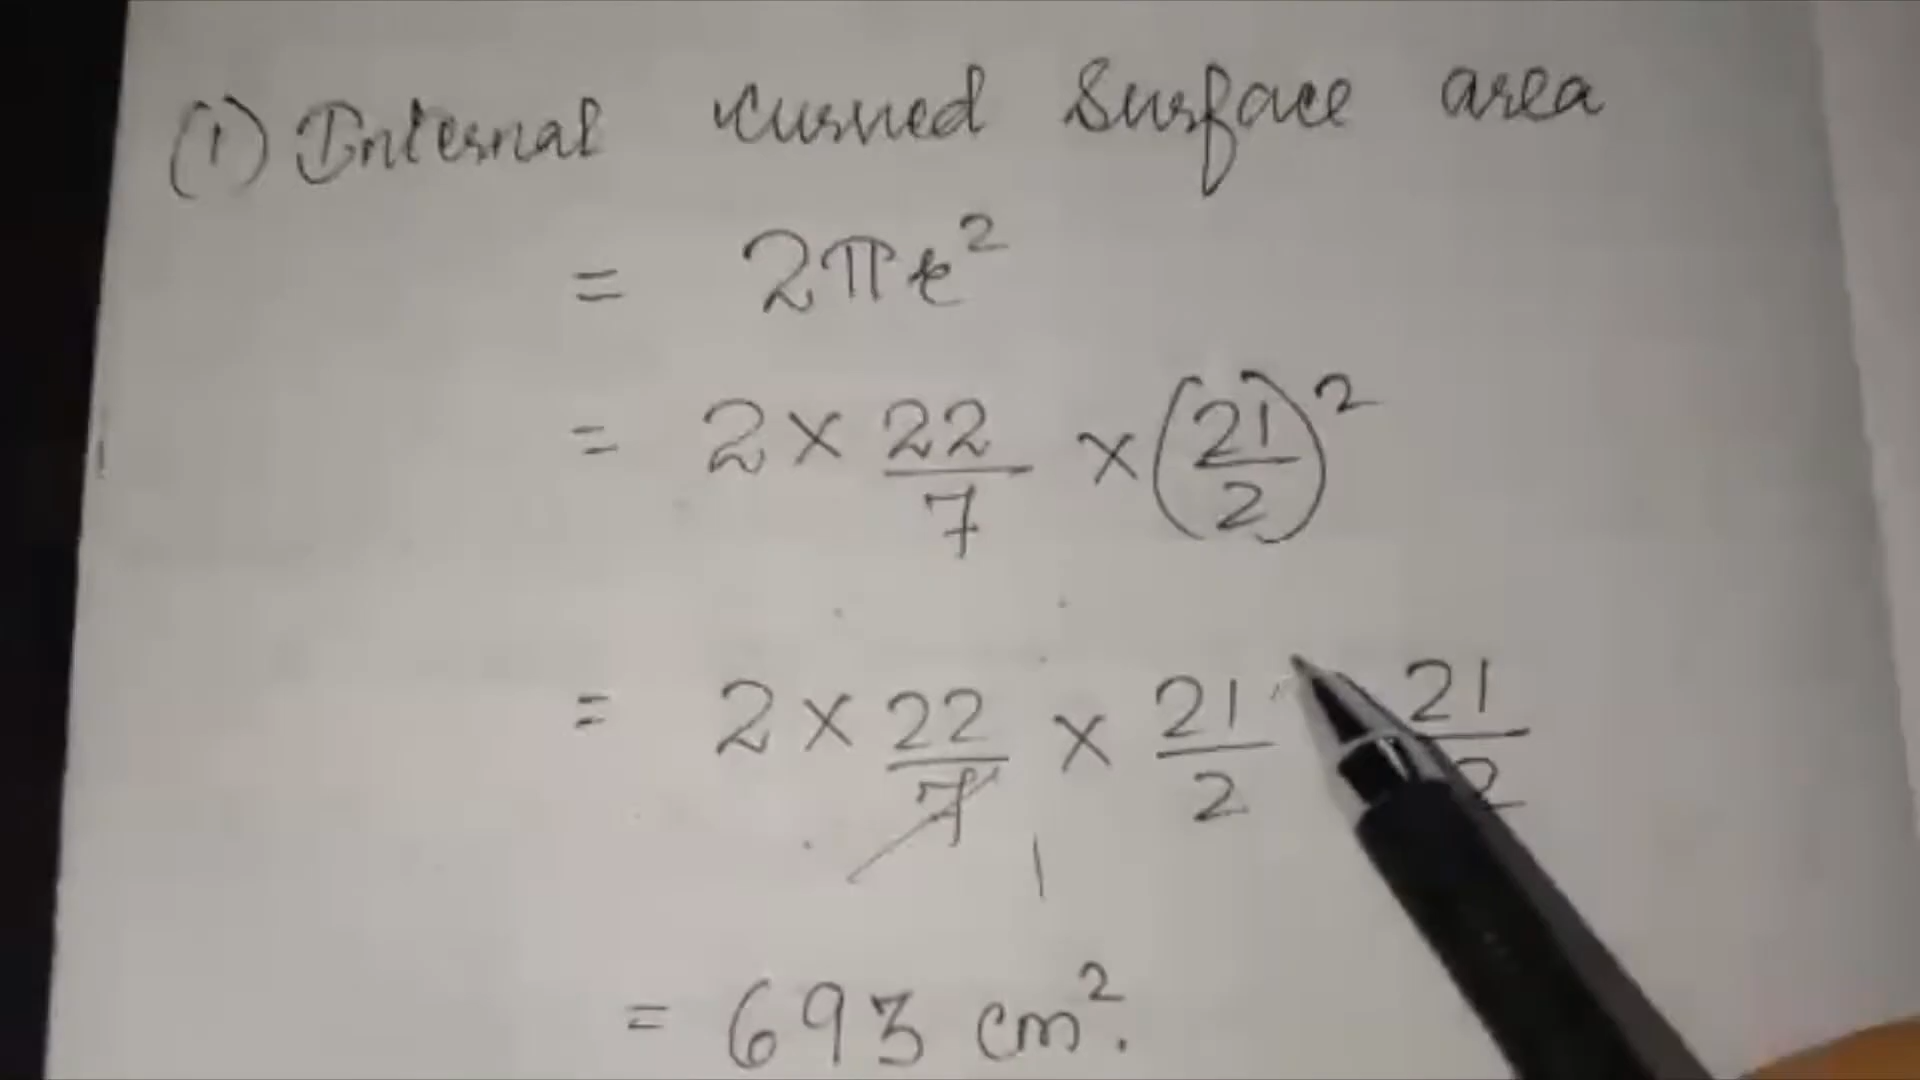 (1) Internal curved Surface area
= 2πr²
= 2 × 22/7 × (21/2)²
= 2 × 22/7 × 21/2 21/2
1
= 693 cm².